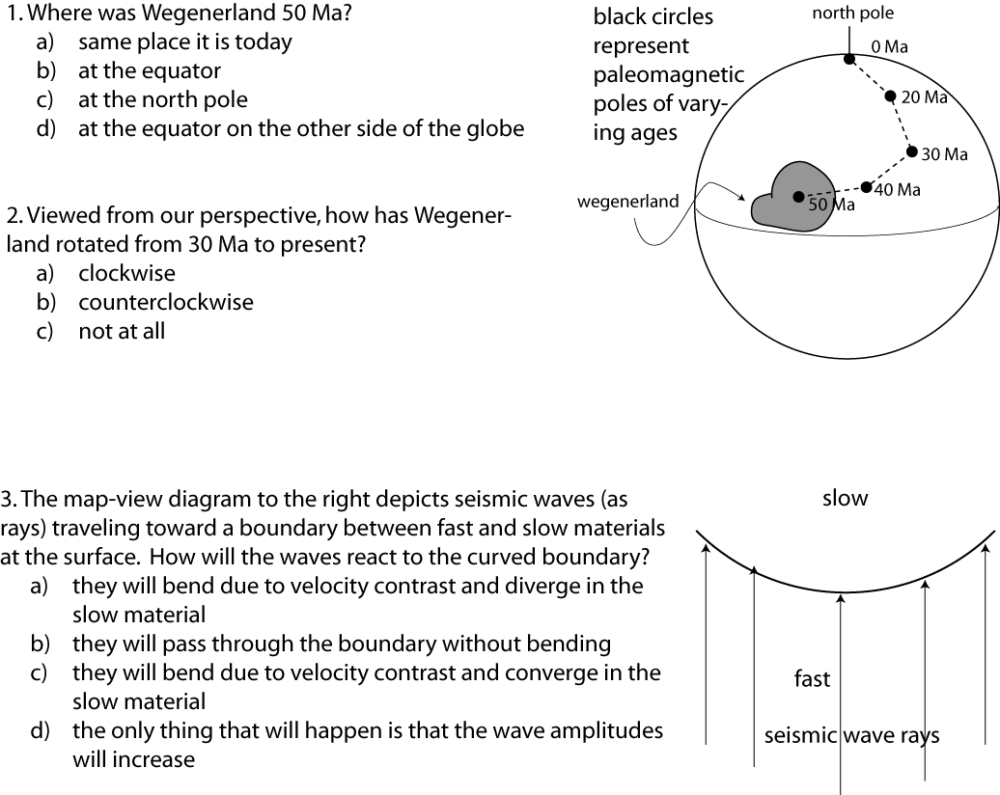 1. Where was Wegenerland 50 Ma?
a) same place it is today
b) at the equator
c) at the north pole
d) at the equator on the other side of the globe
black circles
represent
paleomagnetic
poles of vary-
ing ages
north pole
0 Ma
20 Ma
30 Ma
40 Ma
50 Ma
wegenerland
2. Viewed from our perspective, how has Wegener-
land rotated from 30 Ma to present?
a) clockwise
b) counterclockwise
c) not at all
3. The map-view diagram to the right depicts seismic waves (as
rays) traveling toward a boundary between fast and slow materials
at the surface. How will the waves react to the curved boundary?
a) they will bend due to velocity contrast and diverge in the
slow material
b) they will pass through the boundary without bending
c) they will bend due to velocity contrast and converge in the
slow material
d) the only thing that will happen is that the wave amplitudes
will increase
slow
fast
seismic wave rays